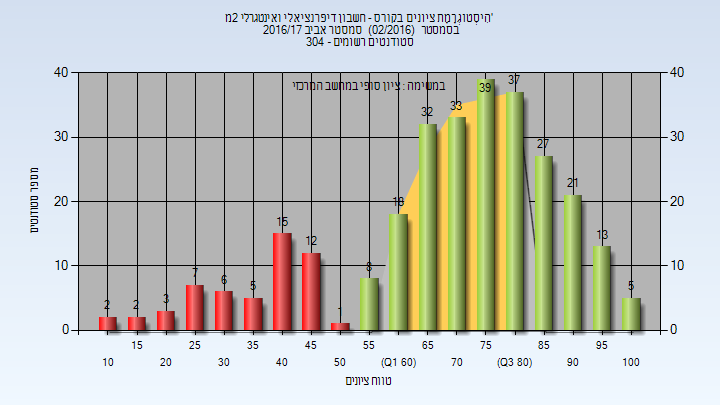 הִיסְטוֹגְרָמַת ציונים בקורס - חשבון דיפרנציאלי ואינטגרלי 2מ'
בסמסטר (02/2016) סמסטר אביב 2016/17
סטודנטים רשומים - 304
במשימה : ציון סופי במחשב המרכזי
מספר סטודנטים
40 30 20 10 0
40 30 20 10 0
2 2 3 7 6 5 15 12 1 8 18 32 33 39 37 27 21 13 5
15 25 35 45 55 65 75 85 95
10 20 30 40 50 (Q1 60) 70 (Q3 80) 90 100
טווח ציונים